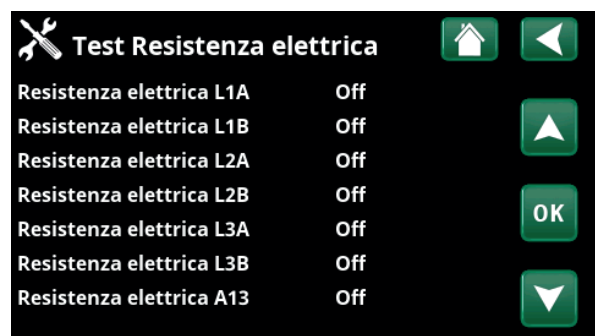 Test Resistenza elettrica
Resistenza elettrica L1A Off
Resistenza elettrica L1B Off
Resistenza elettrica L2A Off
Resistenza elettrica L2B Off
Resistenza elettrica L3A Off
Resistenza elettrica L3B Off
Resistenza elettrica A13 Off
OK